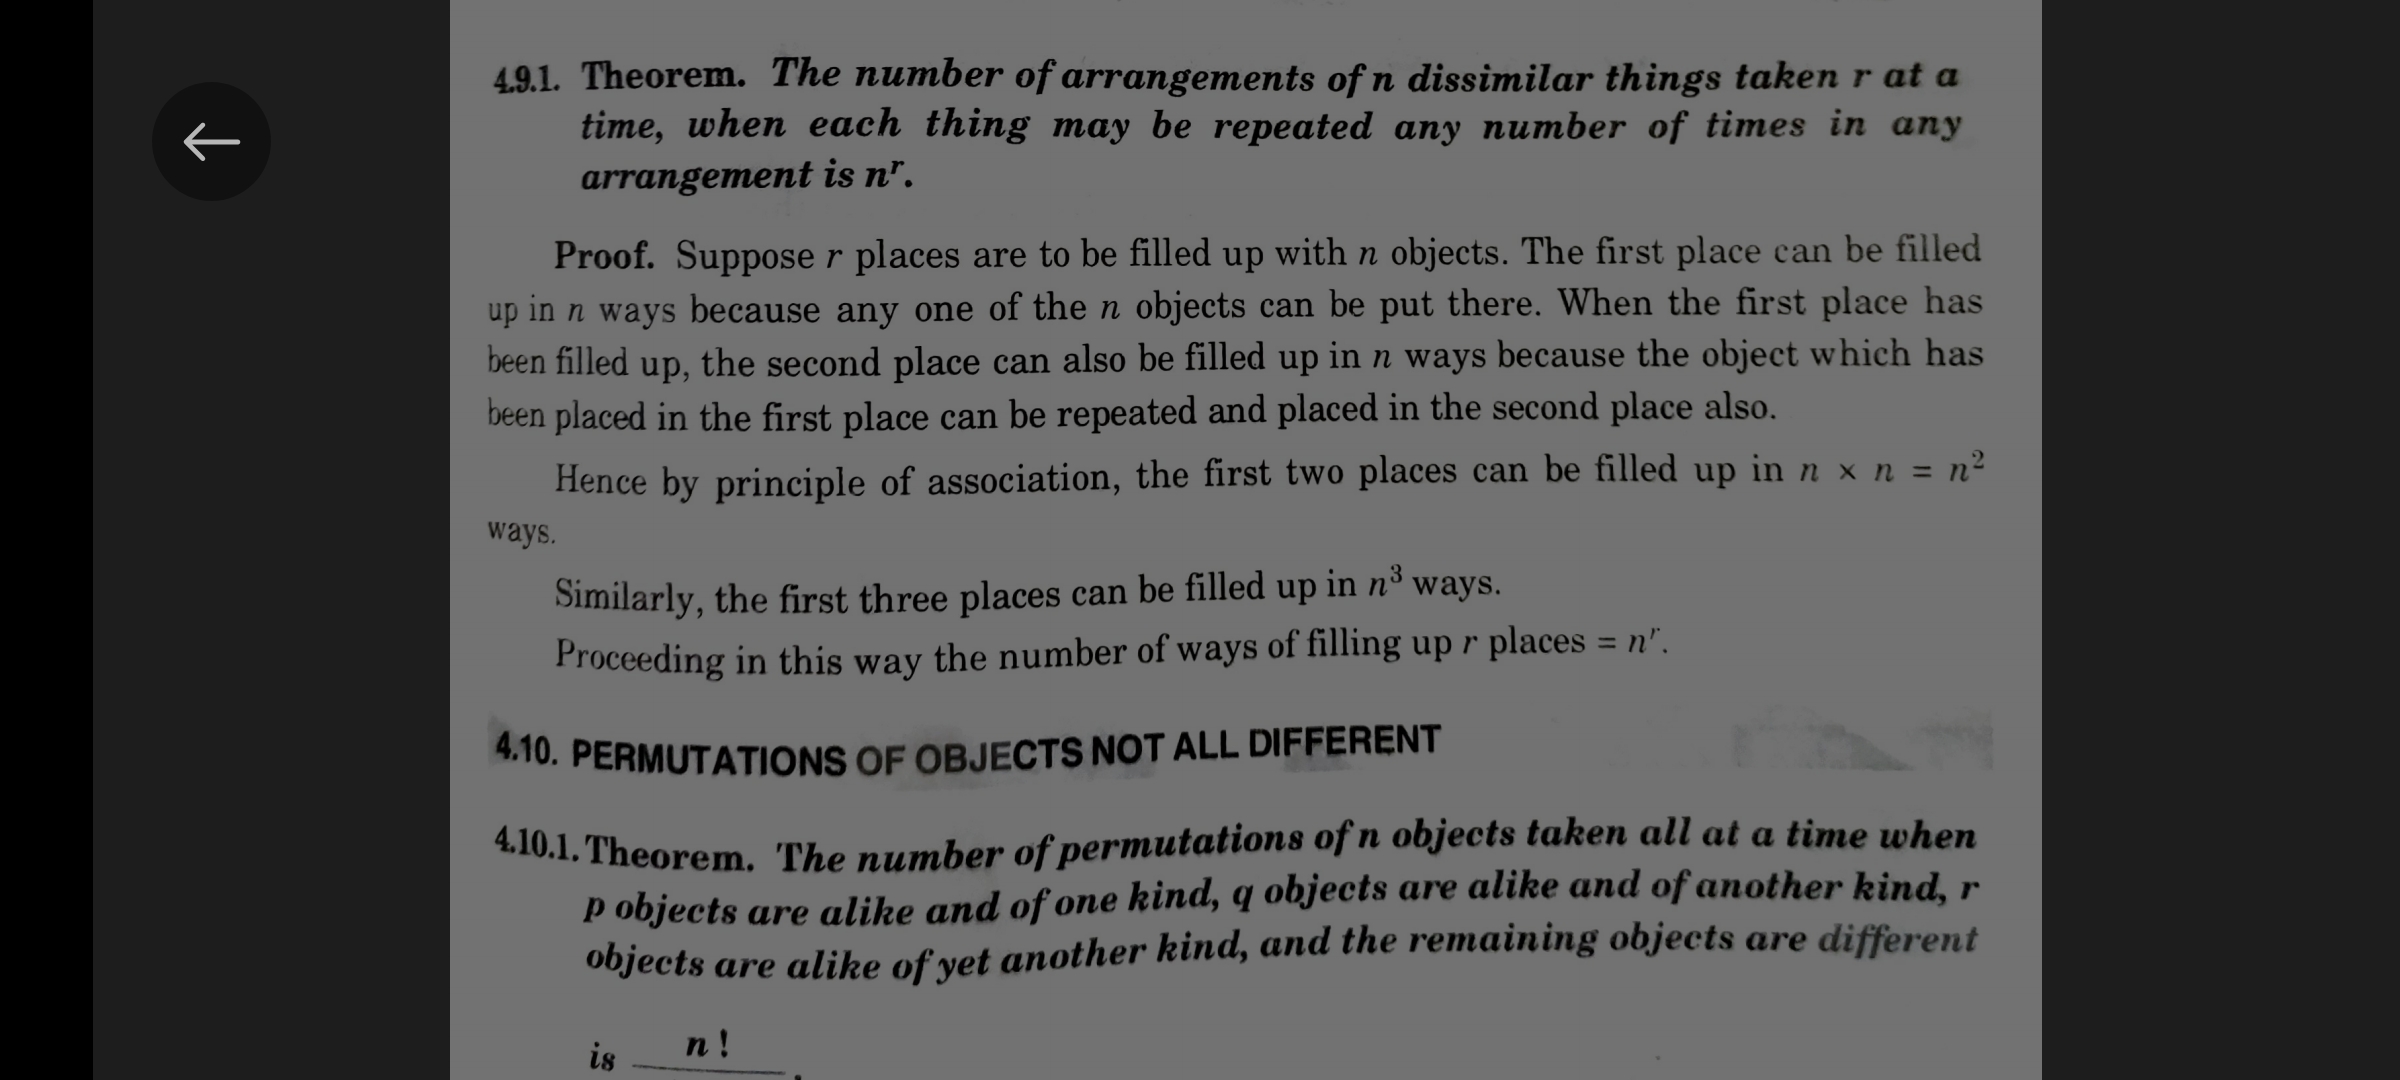 4.9.1. Theorem. The number of arrangements of n dissimilar things taken r at a
time, when each thing may be repeated any number of times in any
arrangement is nʳ.
Proof. Suppose r places are to be filled up with n objects. The first place can be filled
up in n ways because any one of the n objects can be put there. When the first place has
been filled up, the second place can also be filled up in n ways because the object which has
been placed in the first place can be repeated and placed in the second place also.
Hence by principle of association, the first two places can be filled up in n × n = n²
ways.
Similarly, the first three places can be filled up in n³ ways.
Proceeding in this way the number of ways of filling up r places = nʳ.
4.10. PERMUTATIONS OF OBJECTS NOT ALL DIFFERENT
4.10.1. Theorem. The number of permutations of n objects taken all at a time when
p objects are alike and of one kind, q objects are alike and of another kind, r
objects are alike of yet another kind, and the remaining objects are different
n !
is